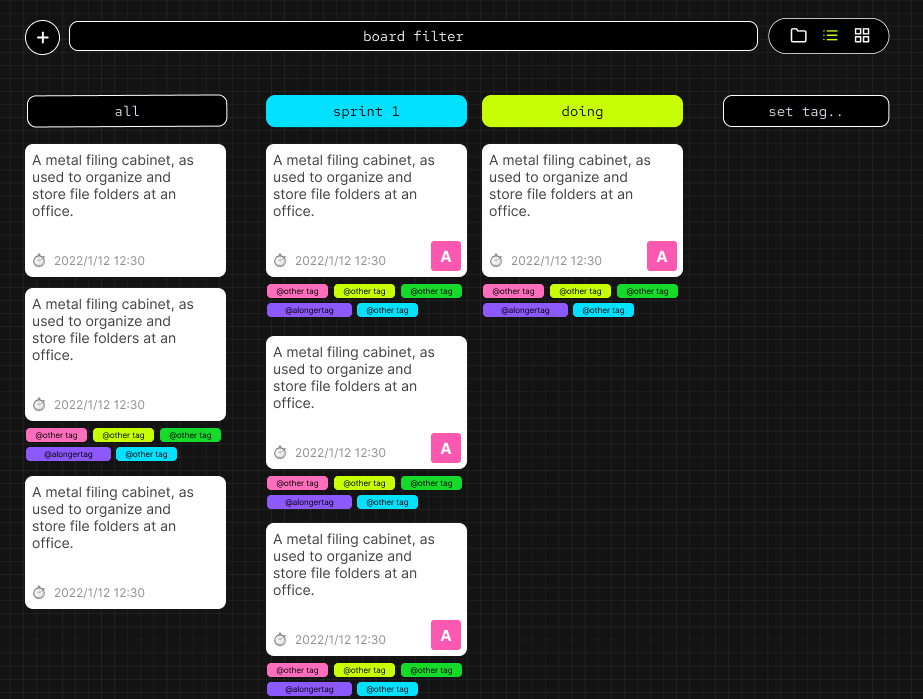 board filter
all
sprint 1
doing
set tag..
A metal filing cabinet, as
used to organize and
store file folders at an
office.
2022/1/12 12:30
A metal filing cabinet, as
used to organize and
store file folders at an
office.
2022/1/12 12:30
@other tag
@other tag
@other tag
@alongertag
@other tag
A metal filing cabinet, as
used to organize and
store file folders at an
office.
2022/1/12 12:30
A metal filing cabinet, as
used to organize and
store file folders at an
office.
2022/1/12 12:30
A
@other tag
@other tag
@other tag
@alongertag
@other tag
A metal filing cabinet, as
used to organize and
store file folders at an
office.
2022/1/12 12:30
A
@other tag
@other tag
@other tag
@alongertag
@other tag
A metal filing cabinet, as
used to organize and
store file folders at an
office.
2022/1/12 12:30
A
@other tag
@other tag
@other tag
@alongertag
@other tag
A metal filing cabinet, as
used to organize and
store file folders at an
office.
2022/1/12 12:30
A
@other tag
@other tag
@other tag
@alongertag
@other tag